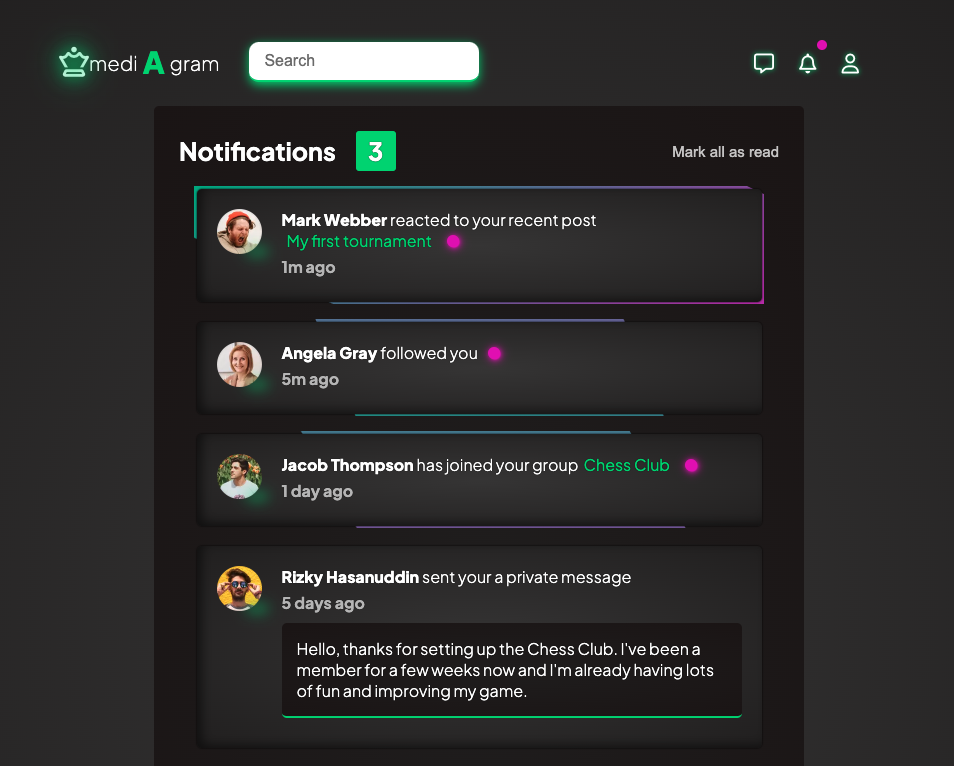 medi A gram
Search
Notifications 3
Mark all as read
Mark Webber reacted to your recent post
My first tournament
1m ago
Angela Gray followed you
5m ago
Jacob Thompson has joined your group Chess Club
1 day ago
Rizky Hasanuddin sent your a private message
5 days ago
Hello, thanks for setting up the Chess Club. I've been a
member for a few weeks now and I'm already having lots
of fun and improving my game.